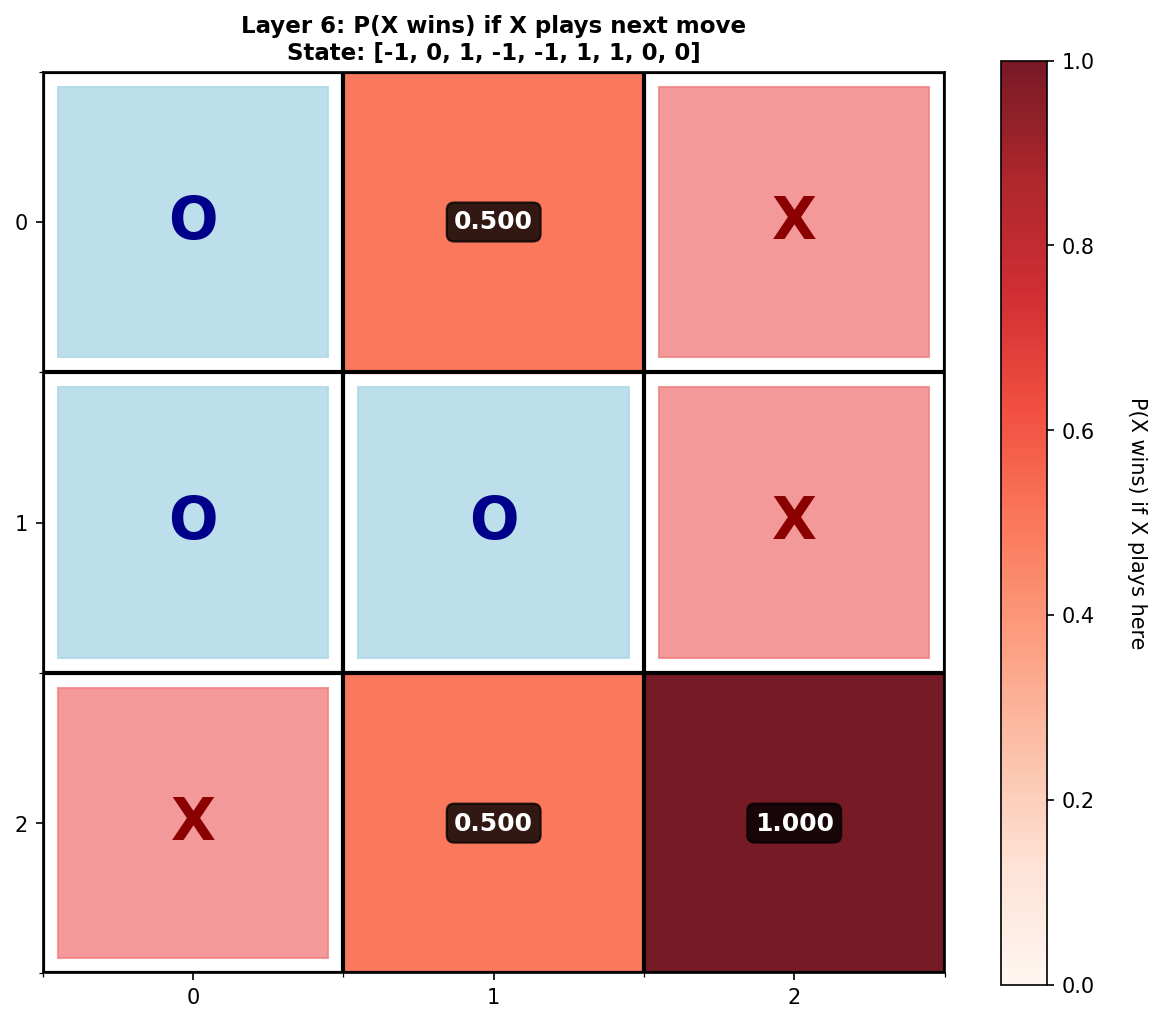 Layer 6: P(X wins) if X plays next move
State: [-1, 0, 1, -1, -1, 1, 1, 0, 0]
0
O
0.500
X
1
O
O
X
2
X
0.500
1.000
0
1
2
1.0
0.8
0.6
0.4
0.2
0.0
P(X wins) if X plays here